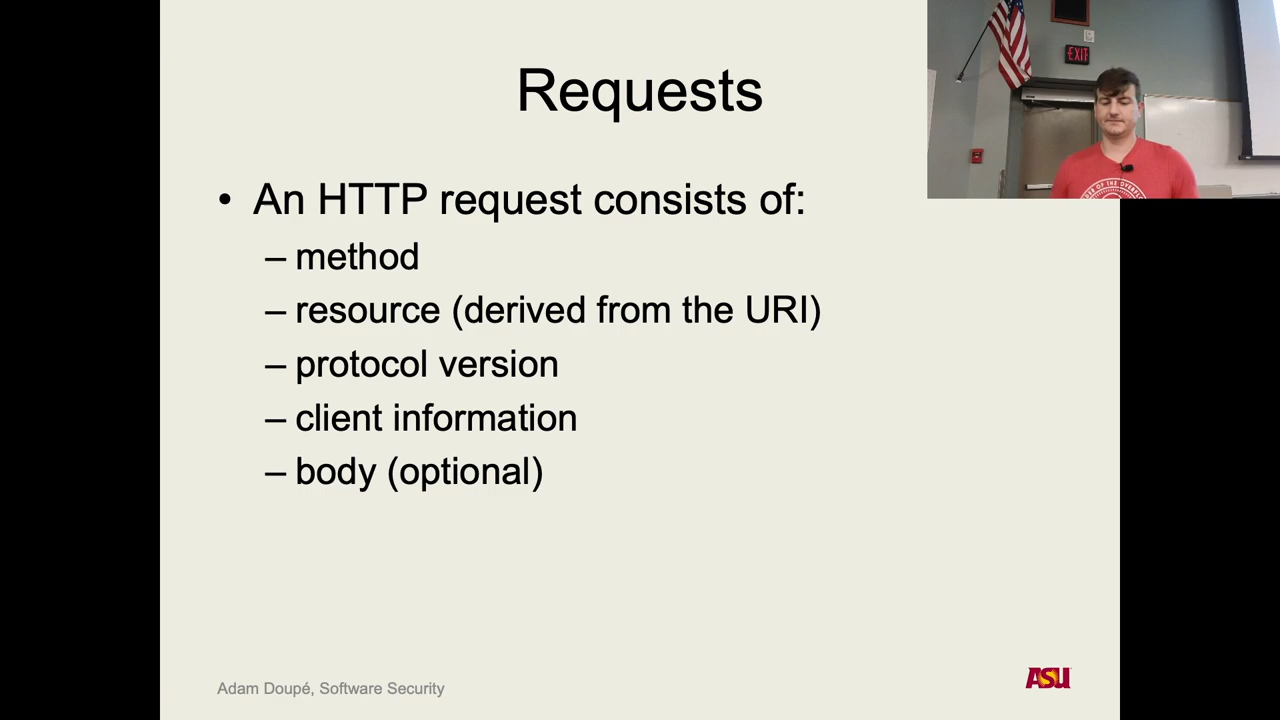 Requests
EXIT
• An HTTP request consists of:
– method
– resource (derived from the URI)
– protocol version
– client information
– body (optional)
Adam Doupé, Software Security
ASU